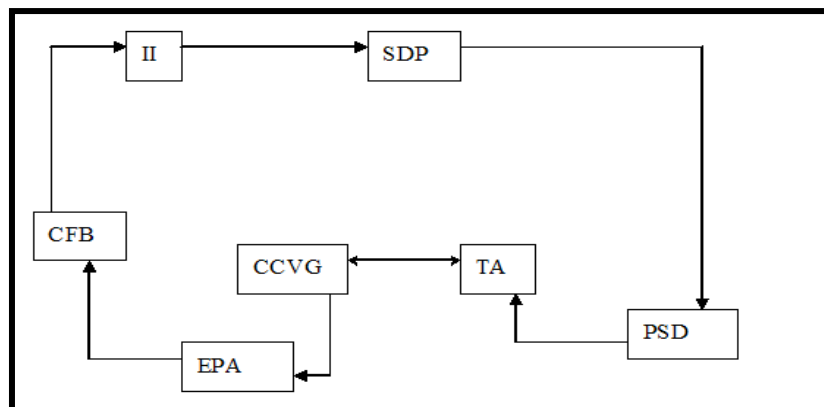 II
SDP
CFB
CCVG
TA
PSD
EPA